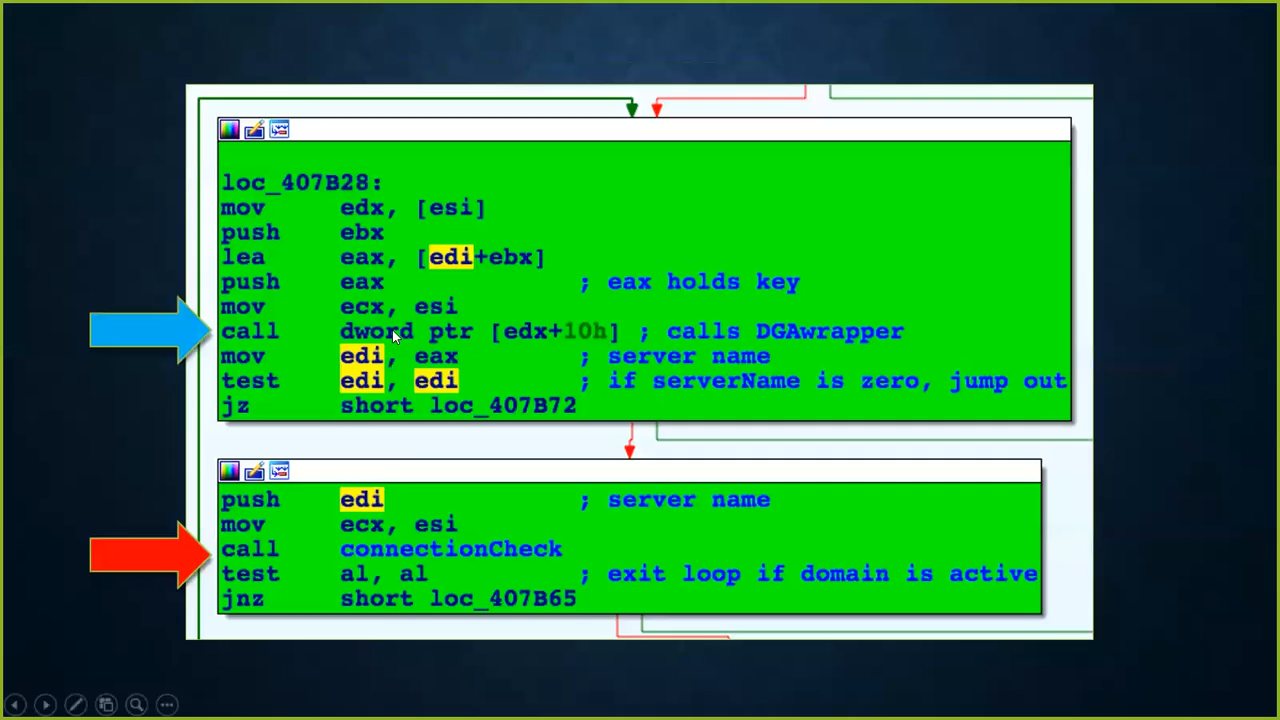 loc_407B28:
mov edx, [esi]
push ebx
lea eax, [edi+ebx]
push eax ; eax holds key
mov ecx, esi
call dword ptr [edx+10h] ; calls DGAwrapper
mov edi, eax ; server name
test edi, edi ; if serverName is zero, jump out
jz short loc_407B72
push edi ; server name
mov ecx, esi
call connectionCheck
test al, al ; exit loop if domain is active
jnz short loc_407B65